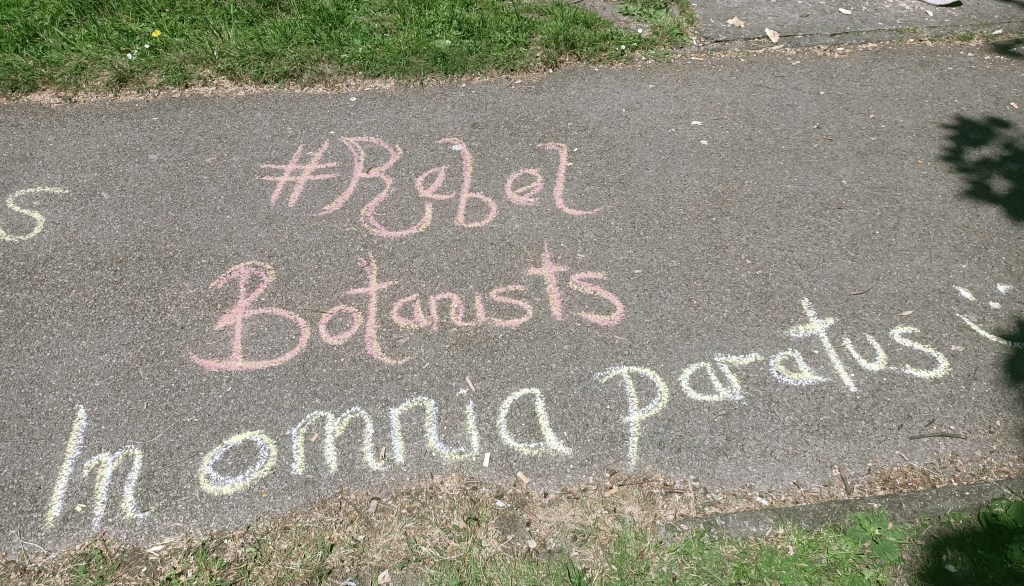 s
#Rebel
Botanists
In omnia paratus :)